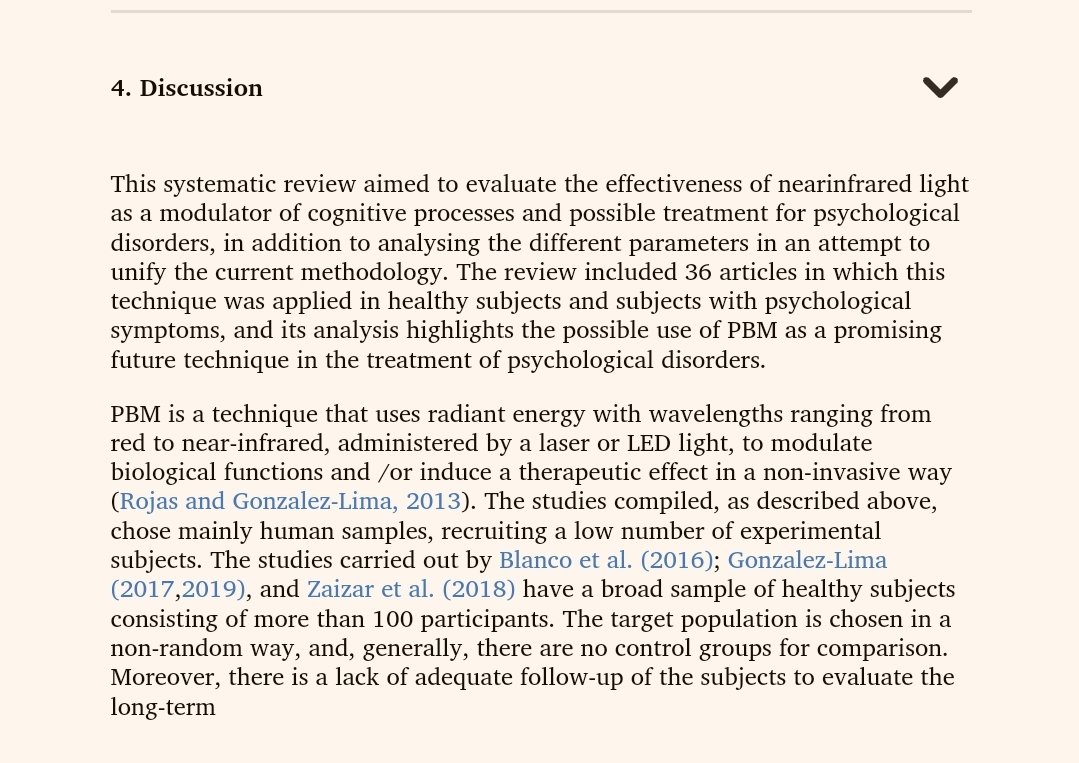 4. Discussion
This systematic review aimed to evaluate the effectiveness of nearinfrared light
as a modulator of cognitive processes and possible treatment for psychological
disorders, in addition to analysing the different parameters in an attempt to
unify the current methodology. The review included 36 articles in which this
technique was applied in healthy subjects and subjects with psychological
symptoms, and its analysis highlights the possible use of PBM as a promising
future technique in the treatment of psychological disorders.
PBM is a technique that uses radiant energy with wavelengths ranging from
red to near-infrared, administered by a laser or LED light, to modulate
biological functions and /or induce a therapeutic effect in a non-invasive way
(Rojas and Gonzalez-Lima, 2013). The studies compiled, as described above,
chose mainly human samples, recruiting a low number of experimental
subjects. The studies carried out by Blanco et al. (2016); Gonzalez-Lima
(2017,2019), and Zaizar et al. (2018) have a broad sample of healthy subjects
consisting of more than 100 participants. The target population is chosen in a
non-random way, and, generally, there are no control groups for comparison.
Moreover, there is a lack of adequate follow-up of the subjects to evaluate the
long-term